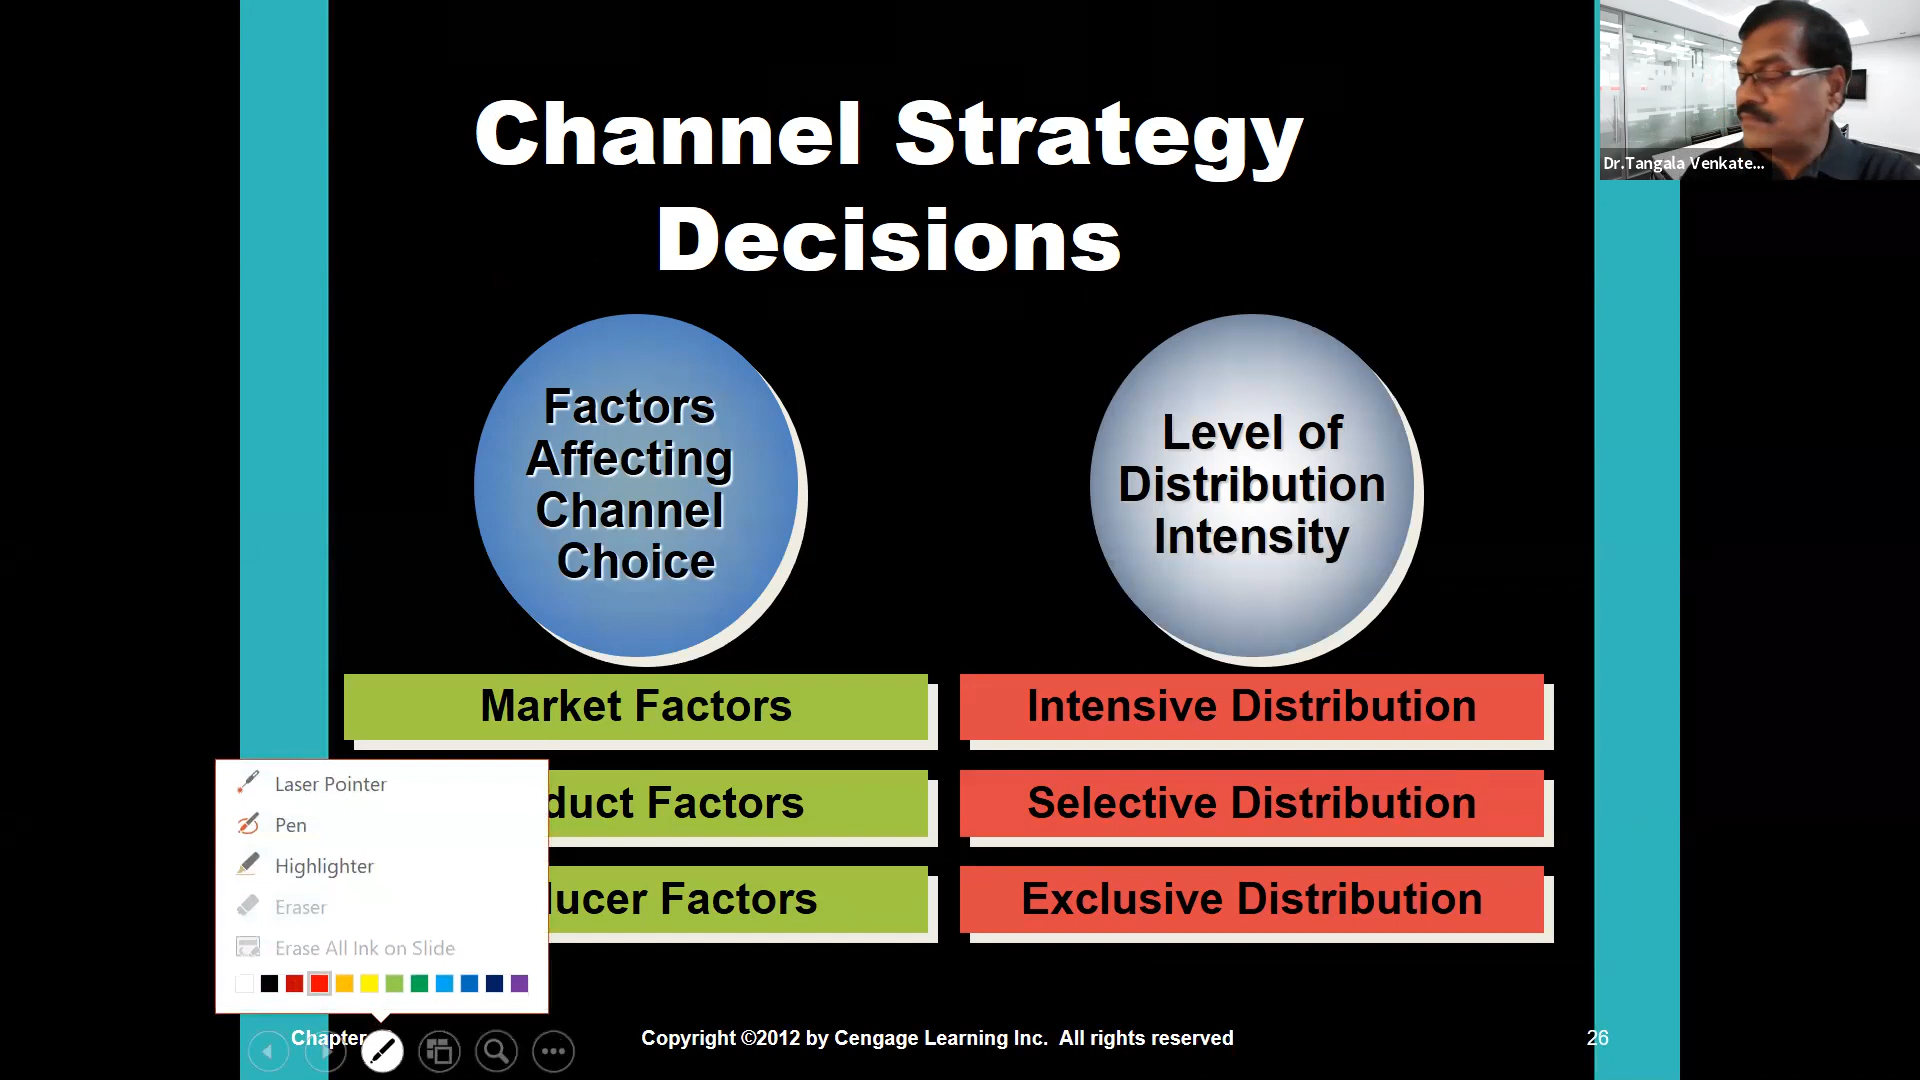 Channel Strategy
Decisions
Dr.Tangala Venkate...
Factors
Affecting
Channel
Choice
Level of
Distribution
Intensity
Market Factors
Intensive Distribution
duct Factors
Selective Distribution
ucer Factors
Exclusive Distribution
Laser Pointer
Pen
Highlighter
Eraser
Erase All Ink on Slide
Chapter
Copyright ©2012 by Cengage Learning Inc. All rights reserved
26